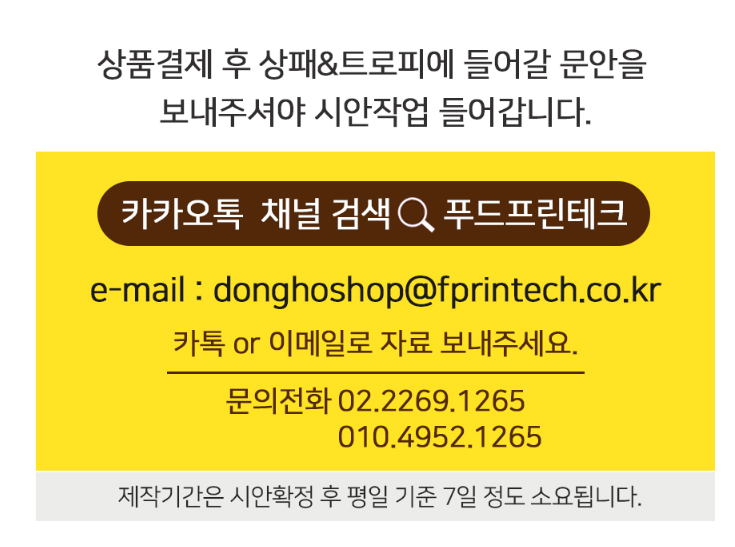 상품결제 후 상패&트로피에 들어갈 문안을
보내주셔야 시안작업 들어갑니다.
카카오톡 채널 검색 푸드프린테크
e-mail : donghoshop@fprintech.co.kr
카톡 or 이메일로 자료 보내주세요.
문의전화 02.2269.1265
010.4952.1265
제작기간은 시안확정 후 평일 기준 7일 정도 소요됩니다.